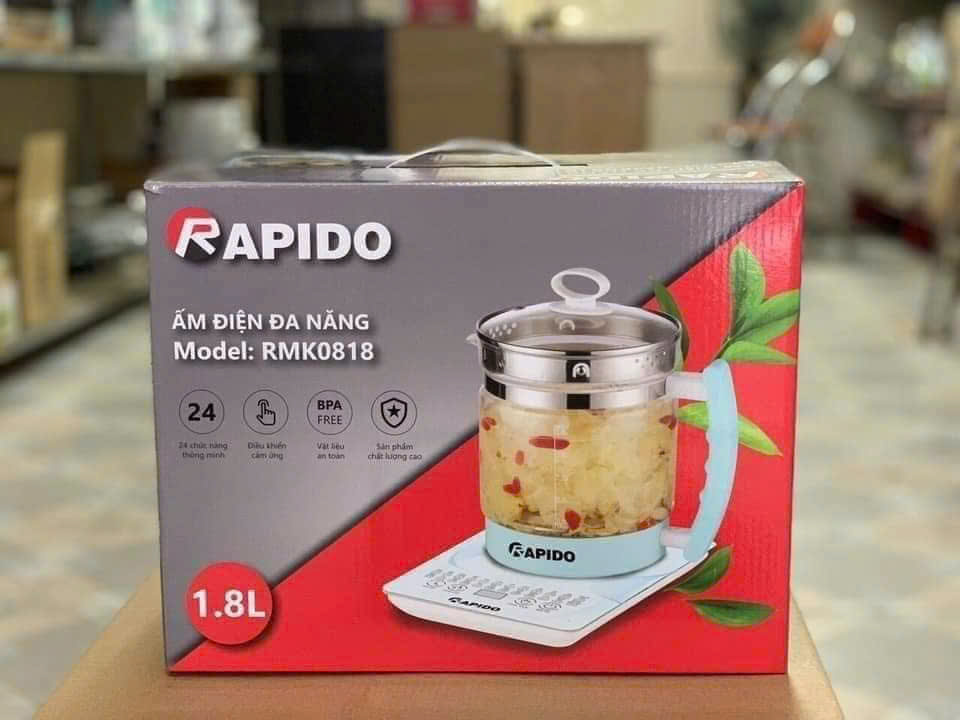 RAPIDO
ẤM ĐIỆN ĐA NĂNG
Model: RMK0818
24
BPA
FREE
24 chức năng
thông minh
Điều khiển
cảm ứng
Vật liệu
an toàn
Sản phẩm
chất lượng cao
RAPIDO
RAPIDO
1.8L